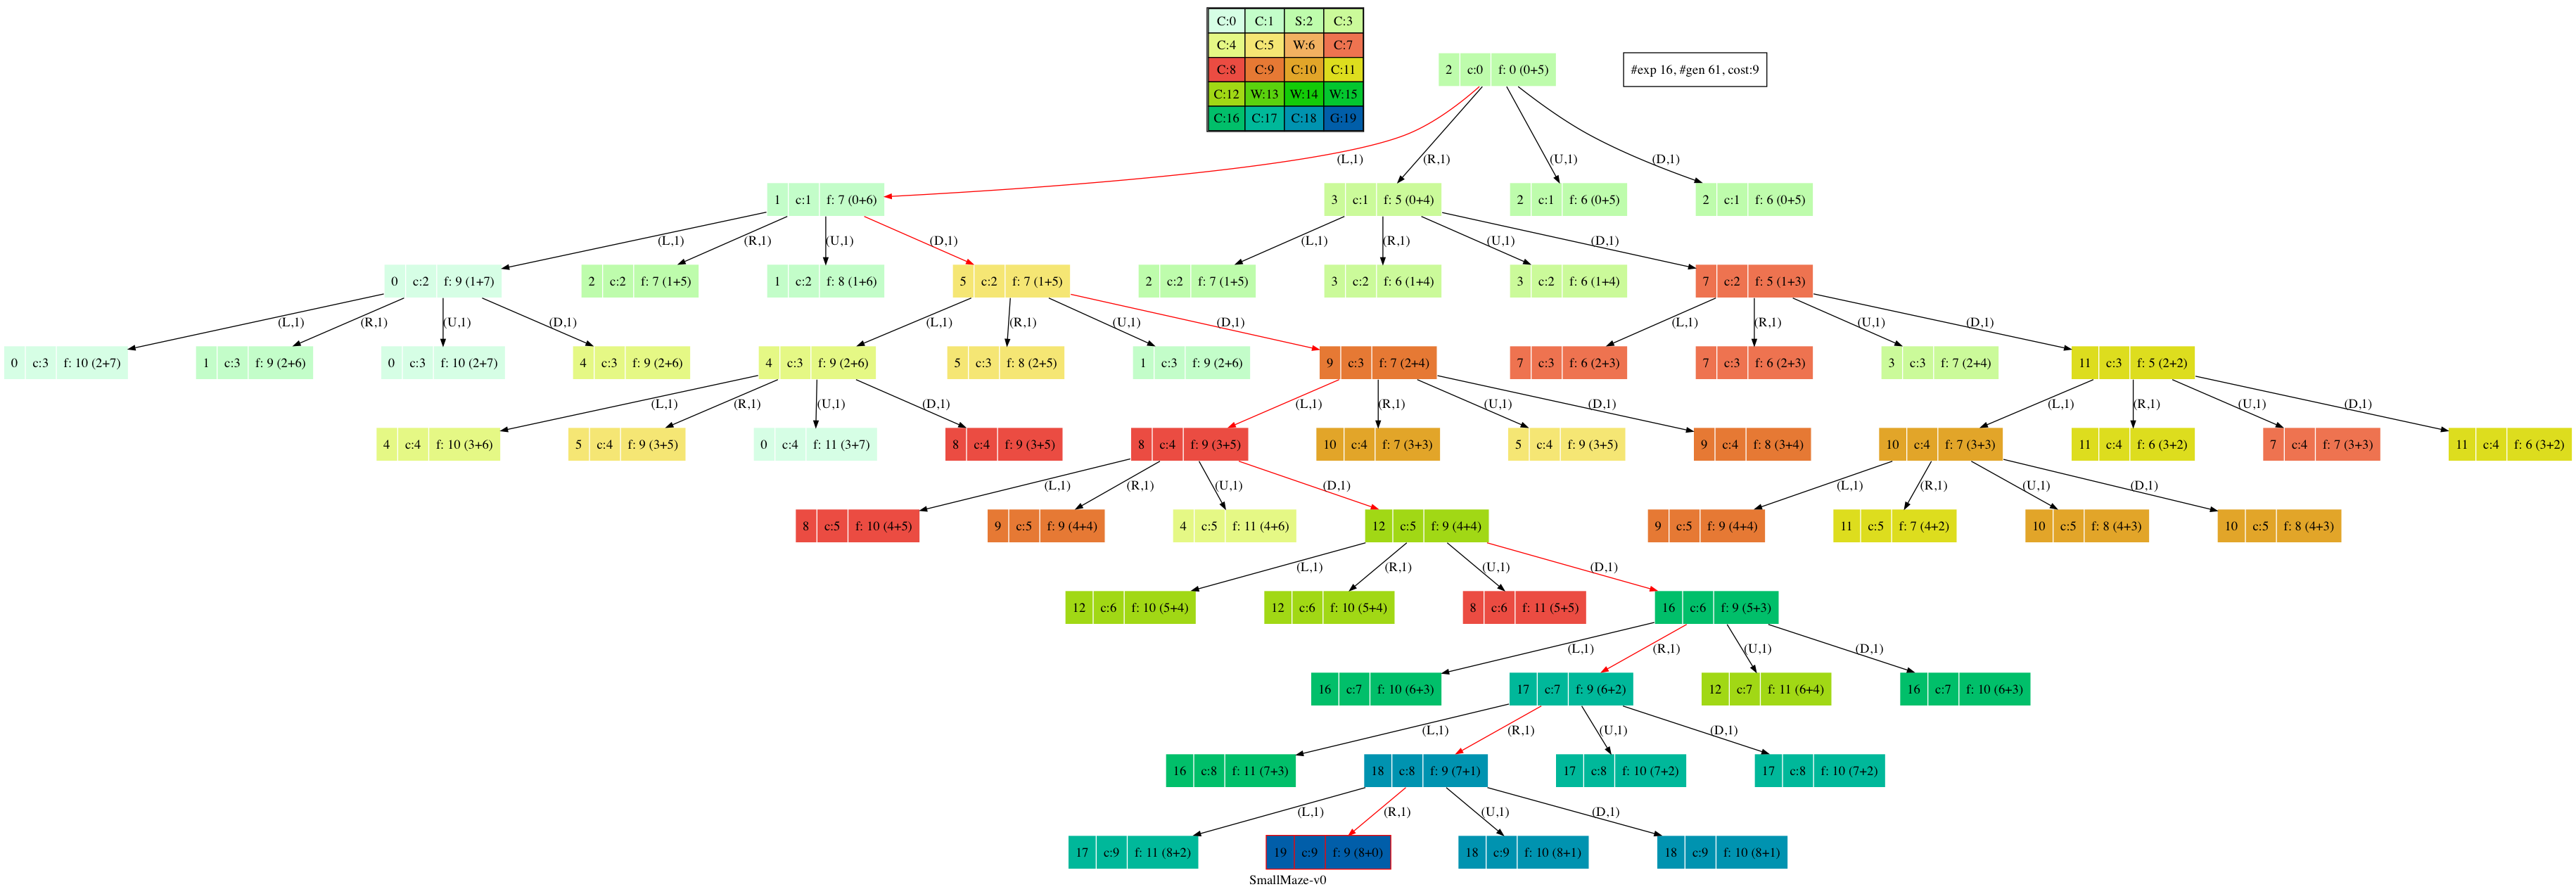 C:0 C:1 S:2 C:3
C:4 C:5 W:6 C:7
C:8 C:9 C:10 C:11
C:12 W:13 W:14 W:15
C:16 C:17 C:18 G:19
2 c:0 f: 0 (0+5)
#exp 16, #gen 61, cost:9
(L,1) (R,1) (U,1) (D,1)
1 c:1 f: 7 (0+6) 3 c:1 f: 5 (0+4) 2 c:1 f: 6 (0+5) 2 c:1 f: 6 (0+5)
(L,1) (R,1) (U,1) (D,1) (L,1) (R,1) (U,1) (D,1)
0 c:2 f: 9 (1+7) 2 c:2 f: 7 (1+5) 1 c:2 f: 8 (1+6) 5 c:2 f: 7 (1+5) 2 c:2 f: 7 (1+5) 3 c:2 f: 6 (1+4) 3 c:2 f: 6 (1+4) 7 c:2 f: 5 (1+3)
(L,1) (R,1) (U,1) (D,1) (L,1) (R,1) (U,1) (D,1) (L,1) (R,1) (U,1) (D,1)
0 c:3 f: 10 (2+7) 1 c:3 f: 9 (2+6) 0 c:3 f: 10 (2+7) 4 c:3 f: 9 (2+6) 4 c:3 f: 9 (2+6) 5 c:3 f: 8 (2+5) 1 c:3 f: 9 (2+6) 9 c:3 f: 7 (2+4) 7 c:3 f: 6 (2+3) 7 c:3 f: 6 (2+3) 3 c:3 f: 7 (2+4) 11 c:3 f: 5 (2+2)
(L,1) (R,1) (U,1) (D,1) (L,1) (R,1) (U,1) (D,1) (L,1) (R,1) (U,1) (D,1)
4 c:4 f: 10 (3+6) 5 c:4 f: 9 (3+5) 0 c:4 f: 11 (3+7) 8 c:4 f: 9 (3+5) 8 c:4 f: 9 (3+5) 10 c:4 f: 7 (3+3) 5 c:4 f: 9 (3+5) 9 c:4 f: 8 (3+4) 10 c:4 f: 7 (3+3) 11 c:4 f: 6 (3+2) 7 c:4 f: 7 (3+3) 11 c:4 f: 6 (3+2)
(L,1) (R,1) (U,1) (D,1) (L,1) (R,1) (U,1) (D,1)
8 c:5 f: 10 (4+5) 9 c:5 f: 9 (4+4) 4 c:5 f: 11 (4+6) 12 c:5 f: 9 (4+4) 9 c:5 f: 9 (4+4) 11 c:5 f: 7 (4+2) 10 c:5 f: 8 (4+3) 10 c:5 f: 8 (4+3)
(L,1) (R,1) (U,1) (D,1)
12 c:6 f: 10 (5+4) 12 c:6 f: 10 (5+4) 8 c:6 f: 11 (5+5) 16 c:6 f: 9 (5+3)
(L,1) (R,1) (U,1) (D,1)
16 c:7 f: 10 (6+3) 17 c:7 f: 9 (6+2) 12 c:7 f: 11 (6+4) 16 c:7 f: 10 (6+3)
(L,1) (R,1) (U,1) (D,1)
16 c:8 f: 11 (7+3) 18 c:8 f: 9 (7+1) 17 c:8 f: 10 (7+2) 17 c:8 f: 10 (7+2)
(L,1) (R,1) (U,1) (D,1)
17 c:9 f: 11 (8+2) 19 c:9 f: 9 (8+0) 18 c:9 f: 10 (8+1) 18 c:9 f: 10 (8+1)
SmallMaze-v0